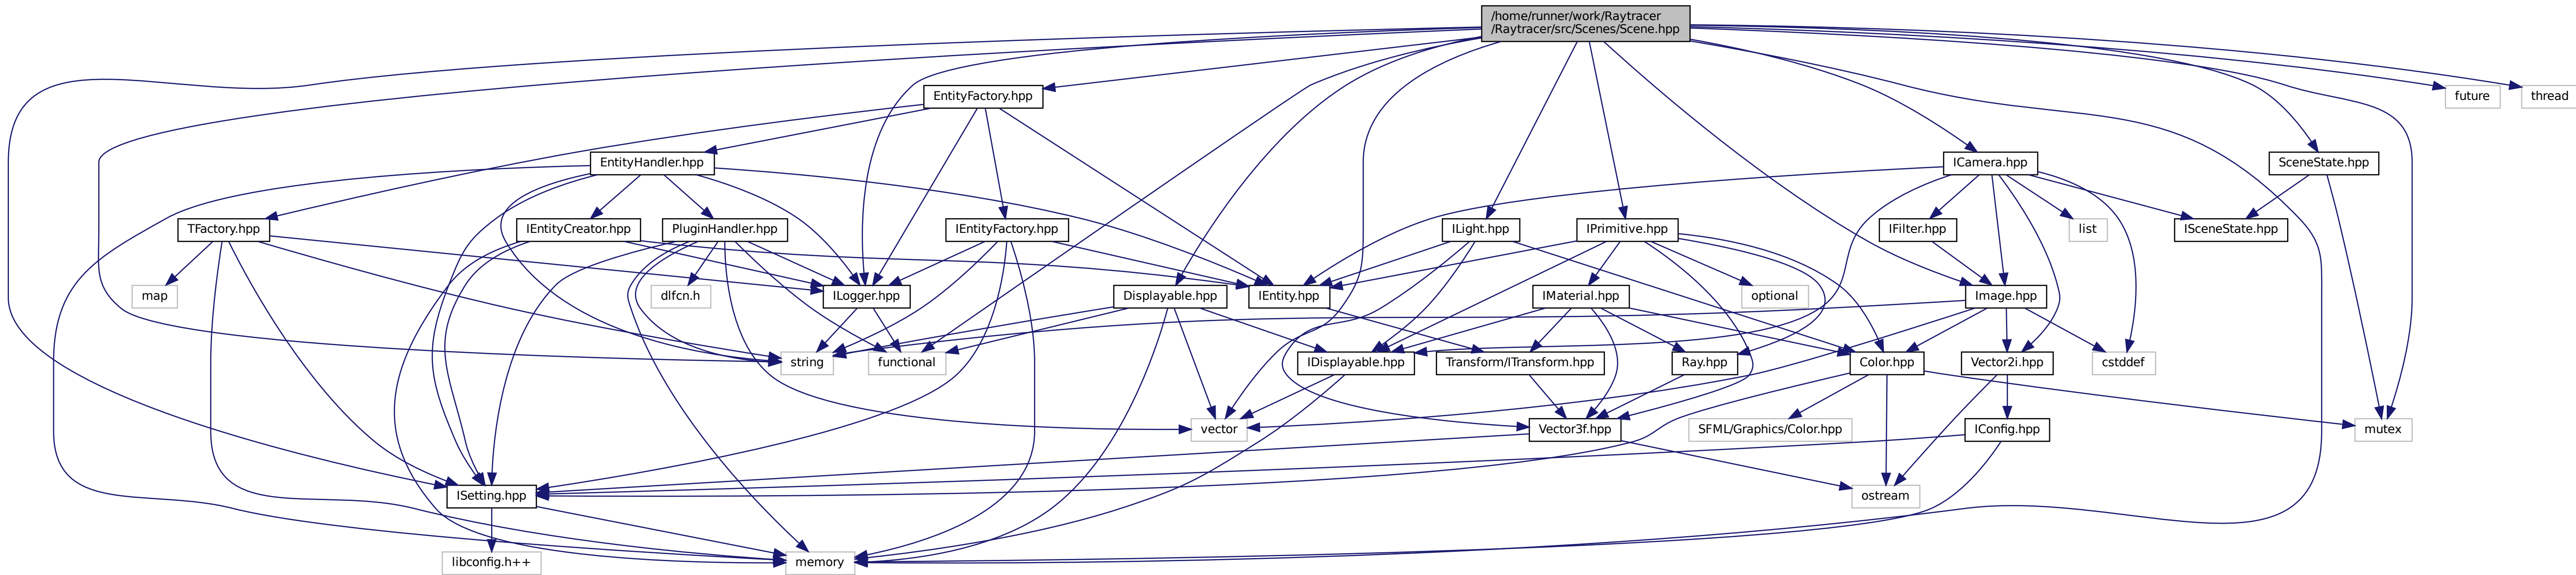 /home/runner/work/Raytracer
/Raytracer/src/Scenes/Scene.hpp
EntityFactory.hpp
future
thread
EntityHandler.hpp
ICamera.hpp
SceneState.hpp
TFactory.hpp
IEntityCreator.hpp
PluginHandler.hpp
IEntityFactory.hpp
ILight.hpp
IPrimitive.hpp
IFilter.hpp
list
ISceneState.hpp
map
dlfcn.h
ILogger.hpp
Displayable.hpp
IEntity.hpp
IMaterial.hpp
optional
Image.hpp
string
functional
IDisplayable.hpp
Transform/ITransform.hpp
Ray.hpp
Color.hpp
Vector2i.hpp
cstddef
vector
Vector3f.hpp
SFML/Graphics/Color.hpp
IConfig.hpp
mutex
ISetting.hpp
ostream
libconfig.h++
memory